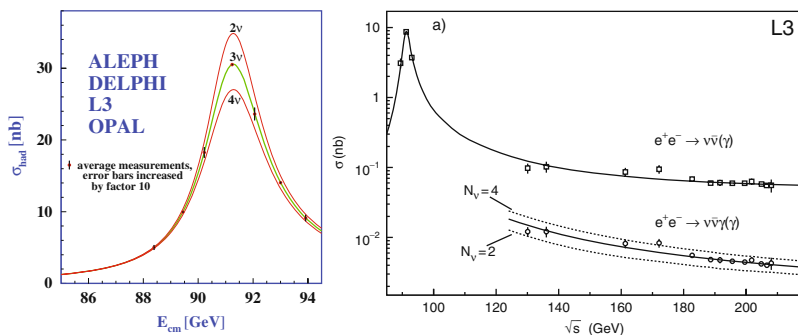 2ν
3ν
4ν
ALEPH
DELPHI
L3
OPAL
average measurements,
error bars increased
by factor 10
σhad [nb]
30
20
10
0
86 88 90 92 94
Ecm [GeV]
a) L3
σ (nb)
10
1
10⁻¹
10⁻²
e⁺e⁻ → νν̄(γ)
e⁺e⁻ → νν̄γ(γ)
Nν = 4
Nν = 2
100 120 140 160 180 200
√s (GeV)